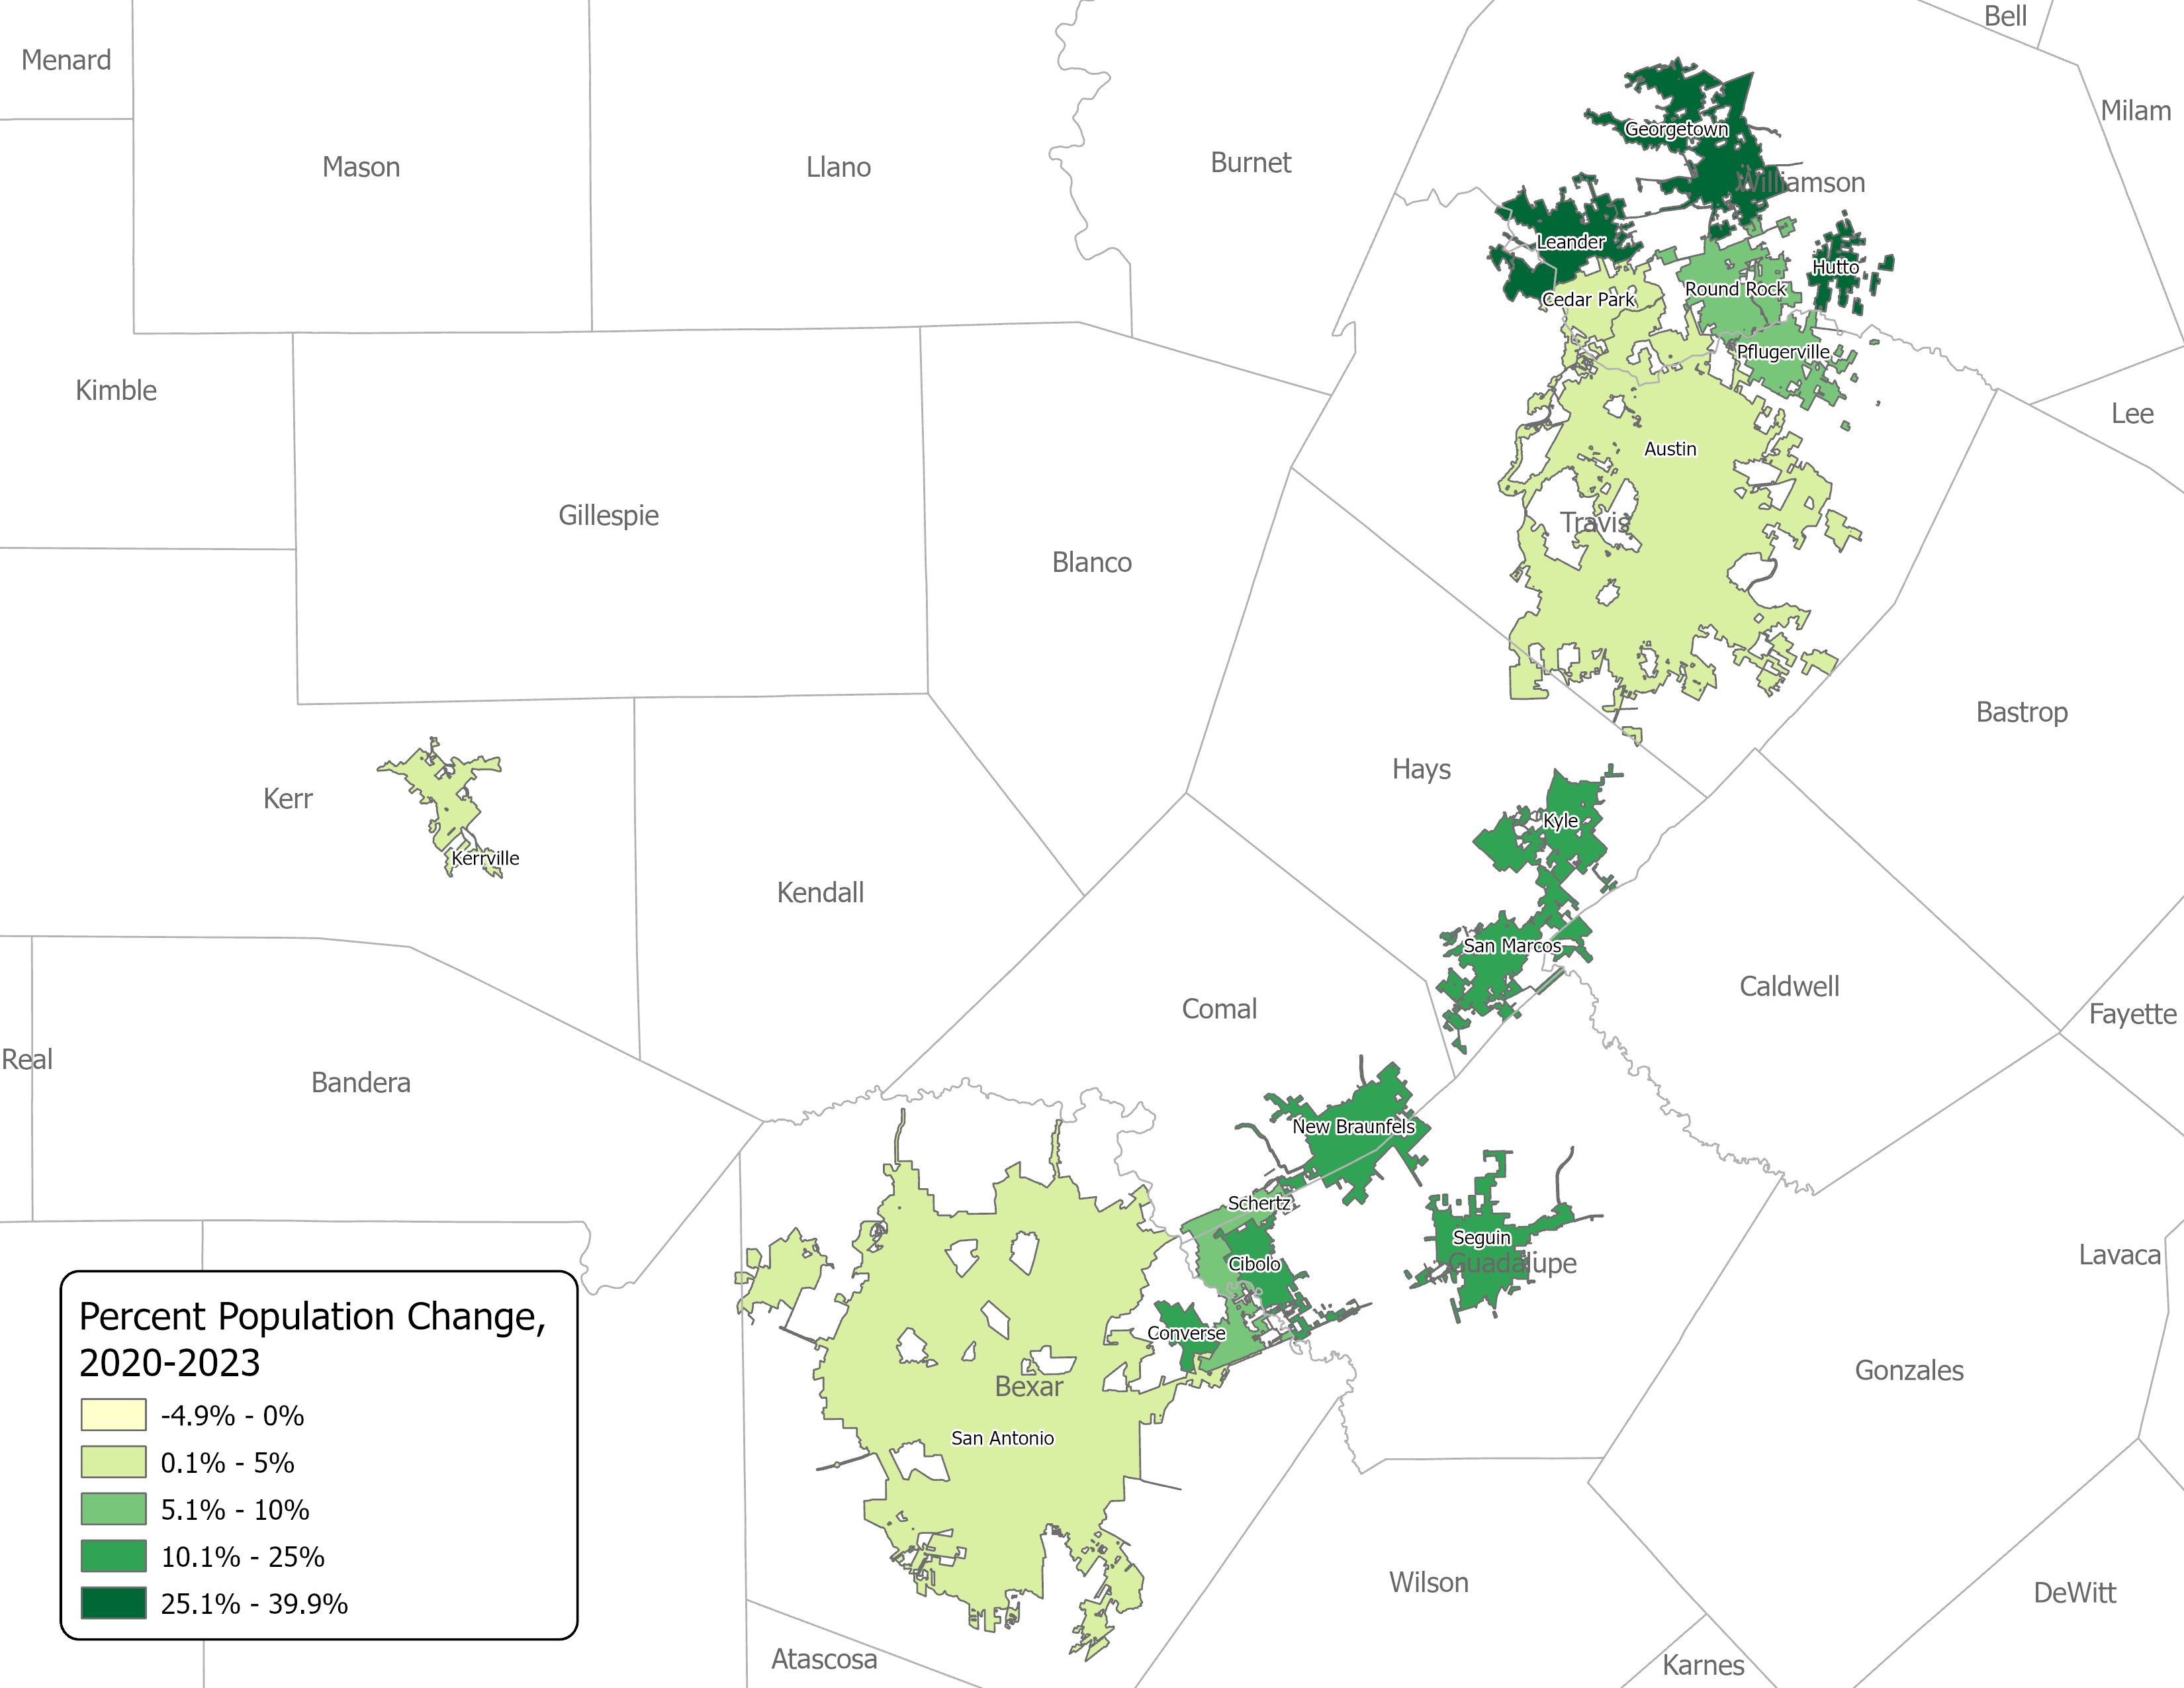 Bell
Menard
Milam
Georgetown
Mason
Llano
Burnet
Williamson
Leander
Hutto
Round Rock
Cedar Park
Pflugerville
Kimble
Lee
Austin
Gillespie
Travis
Blanco
Bastrop
Hays
Kerr
Kyle
Kerrville
Kendall
San Marcos
Caldwell
Comal
Fayette
Real
Bandera
New Braunfels
Schertz
Seguin
Lavaca
Cibolo
Guadalupe
Converse
Gonzales
Bexar
San Antonio
Wilson
DeWitt
Atascosa
Karnes
Percent Population Change,
2020-2023
-4.9% - 0%
0.1% - 5%
5.1% - 10%
10.1% - 25%
25.1% - 39.9%